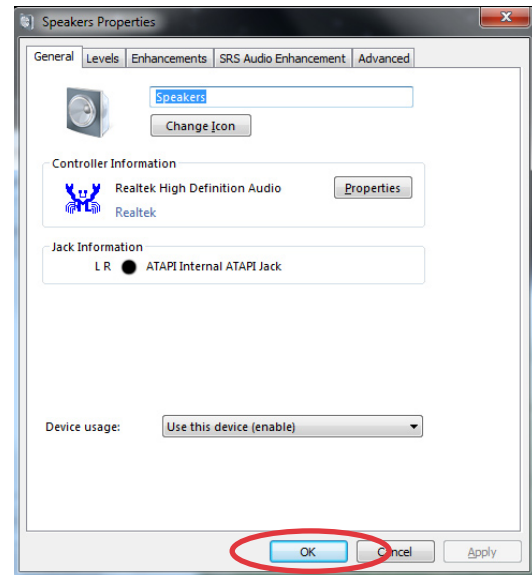 Speakers Properties
General Levels Enhancements SRS Audio Enhancement Advanced
Speakers
Change Icon
Controller Information
Realtek High Definition Audio Properties
Realtek
Jack Information
L R ATAPI Internal ATAPI Jack
Device usage: Use this device (enable)
OK Cancel Apply